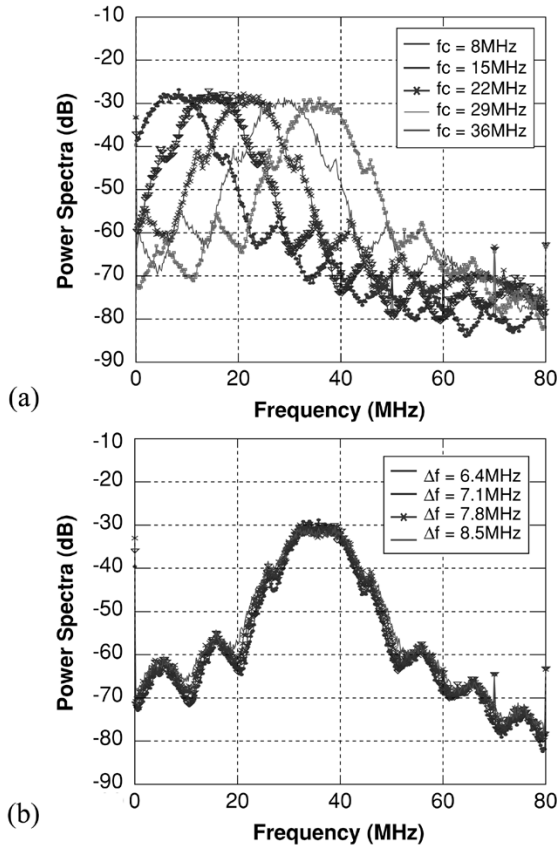 -10
-20
-30
-40
-50
-60
-70
-80
-90
Power Spectra (dB)
fc = 8MHz
fc = 15MHz
fc = 22MHz
fc = 29MHz
fc = 36MHz
0 20 40 60 80
Frequency (MHz)
(a)
-10
-20
-30
-40
-50
-60
-70
-80
-90
Power Spectra (dB)
Δf = 6.4MHz
Δf = 7.1MHz
Δf = 7.8MHz
Δf = 8.5MHz
0 20 40 60 80
Frequency (MHz)
(b)